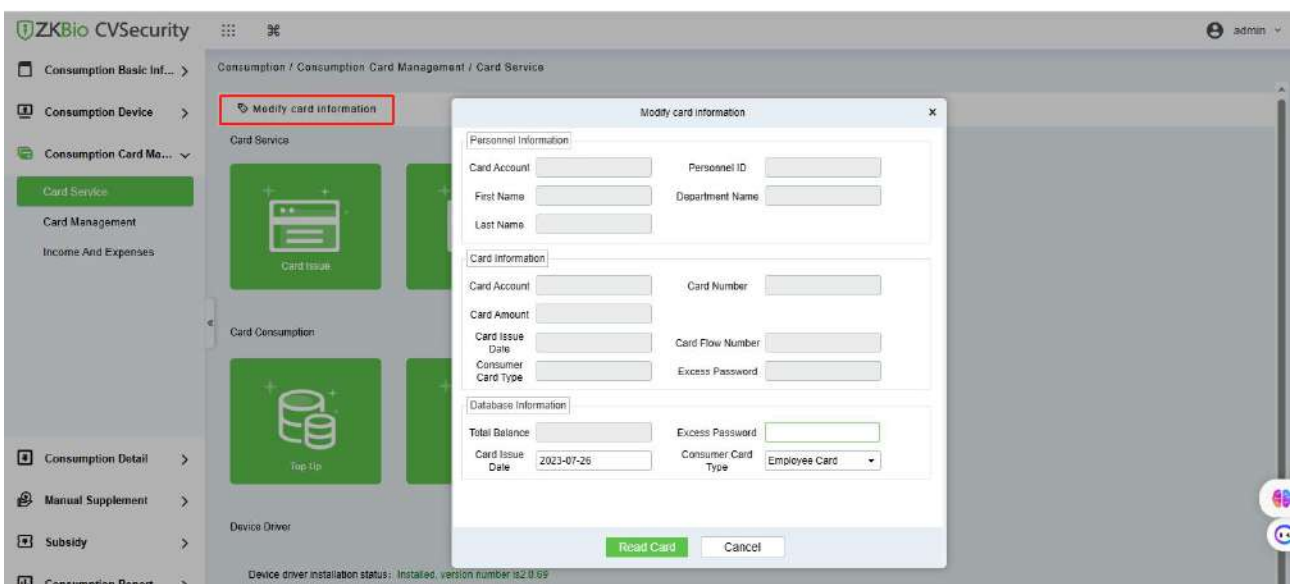 ZKBio CVSecurity
admin
Consumption Basic Inf...
Consumption Device
Consumption Card Ma...
Card Service
Card Management
Income And Expenses
Consumption Detail
Manual Supplement
Subsidy
Consumption Report
Consumption / Consumption Card Management / Card Service
Modify card information
Card Service
Card Issue
Card Consumption
Top Up
Device Driver
Device driver installation status: Installed, version number is2.0.69
Modify card information
Personnel Information
Card Account Personnel ID
First Name Department Name
Last Name
Card Information
Card Account Card Number
Card Amount
Card Issue Date Card Flow Number
Consumer Card Type Excess Password
Database Information
Total Balance Excess Password
Card Issue Date 2023-07-26 Consumer Card Type Employee Card
Read Card Cancel